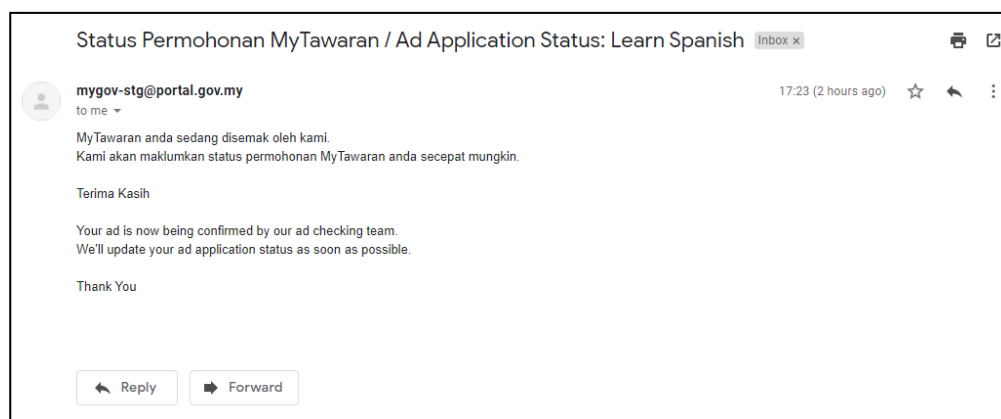 Status Permohonan MyTawaran / Ad Application Status: Learn Spanish Inbox x
mygov-stg@portal.gov.my 17:23 (2 hours ago)
to me
MyTawaran anda sedang disemak oleh kami.
Kami akan maklumkan status permohonan MyTawaran anda secepat mungkin.
Terima Kasih
Your ad is now being confirmed by our ad checking team.
We'll update your ad application status as soon as possible.
Thank You
Reply Forward